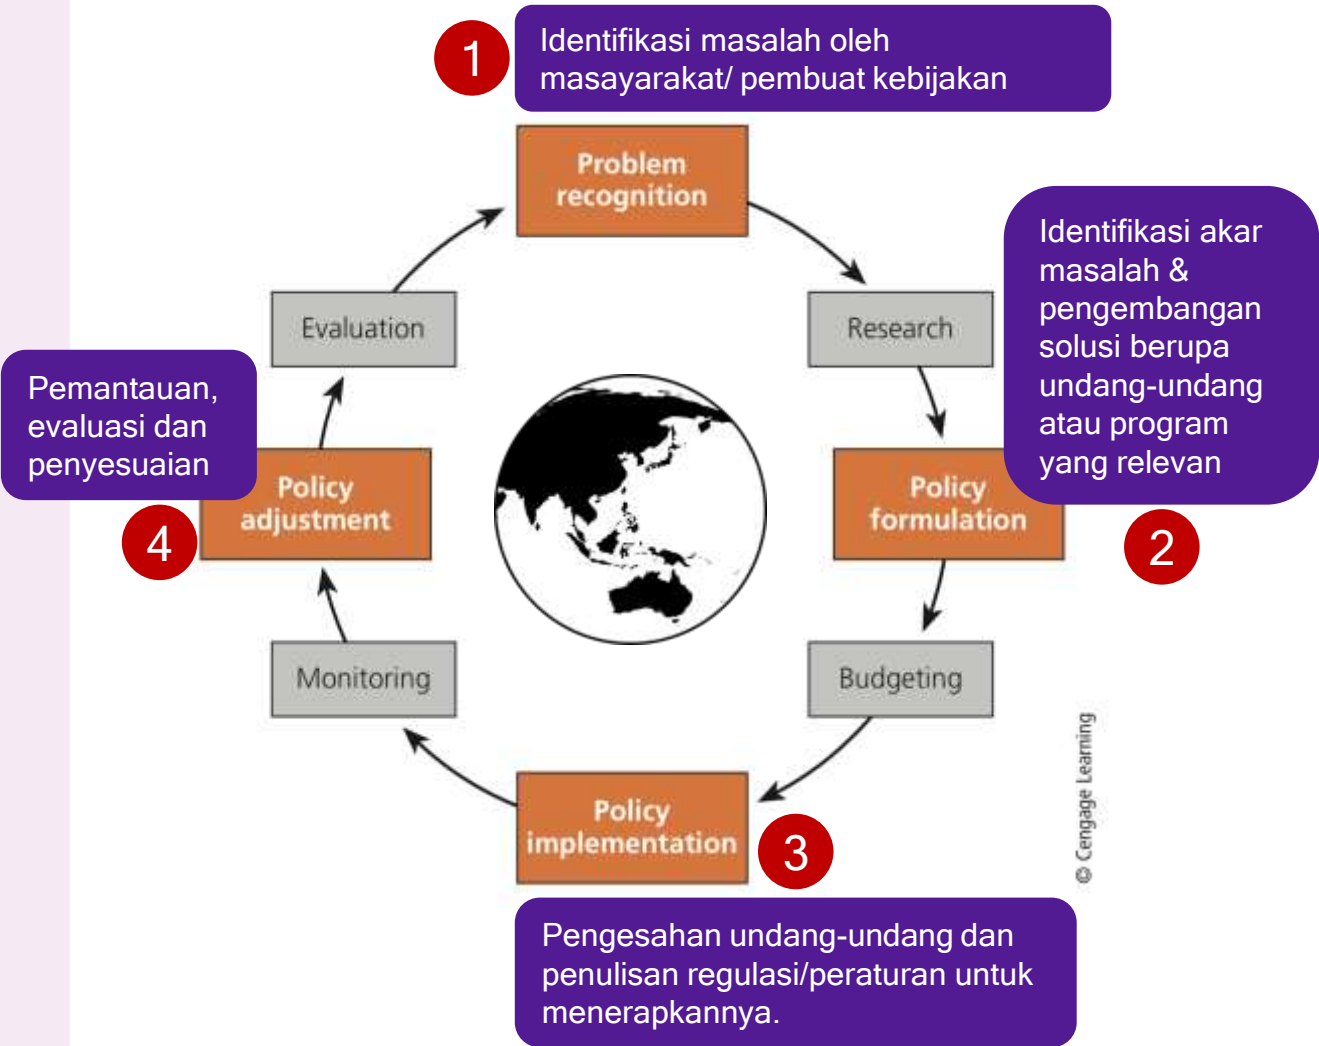 1
Identifikasi masalah oleh
masayarakat/ pembuat kebijakan
Problem
recognition
Research
Identifikasi akar
masalah &
pengembangan
solusi berupa
undang-undang
atau program
yang relevan
2
Policy
formulation
Budgeting
Policy
implementation
3
Pengesahan undang-undang dan
penulisan regulasi/peraturan untuk
menerapkannya.
Monitoring
Policy
adjustment
4
Pemantauan,
evaluasi dan
penyesuaian
Evaluation
© Cengage Learning